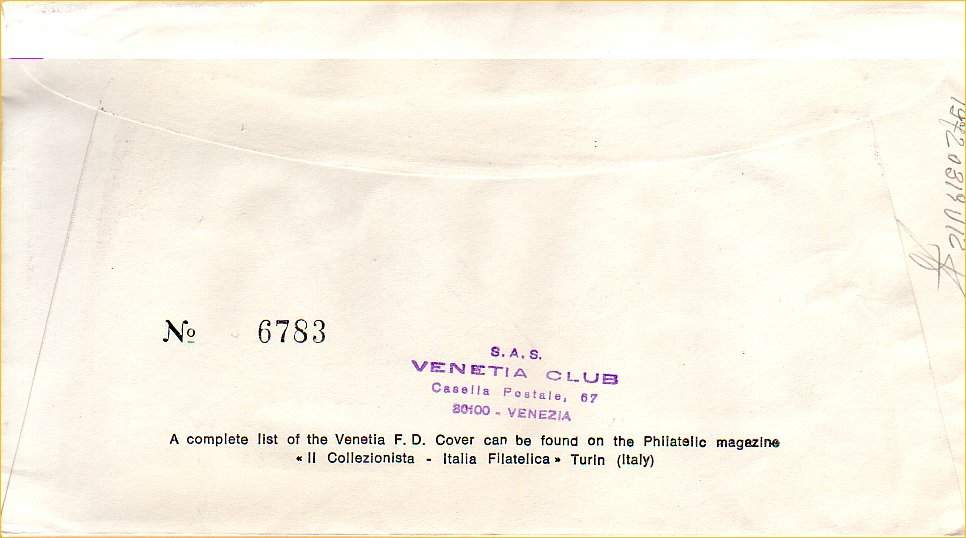 Nº 6783
S.A.S.
VENETIA CLUB
Casella Postale, 67
30100 - VENEZIA
A complete list of the Venetia F. D. Cover can be found on the Philatelic magazine
« Il Collezionista - Italia Filatelica » Turin (Italy)